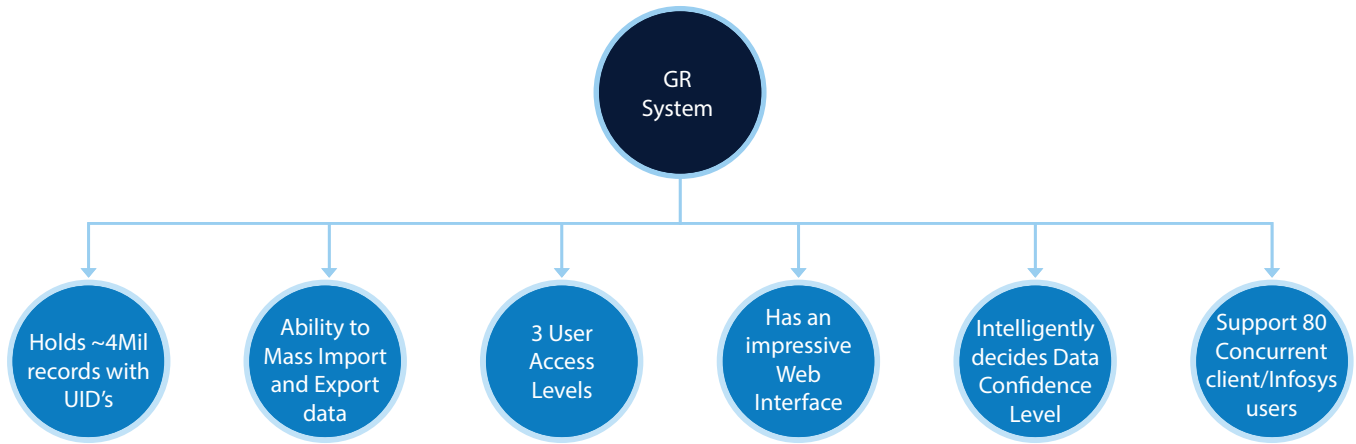 GR
System
Holds ~4Mil
records with
UID's
Ability to
Mass Import
and Export
data
3 User
Access
Levels
Has an
impressive
Web
Interface
Intelligently
decides Data
Confidence
Level
Support 80
Concurrent
client/Infosys
users